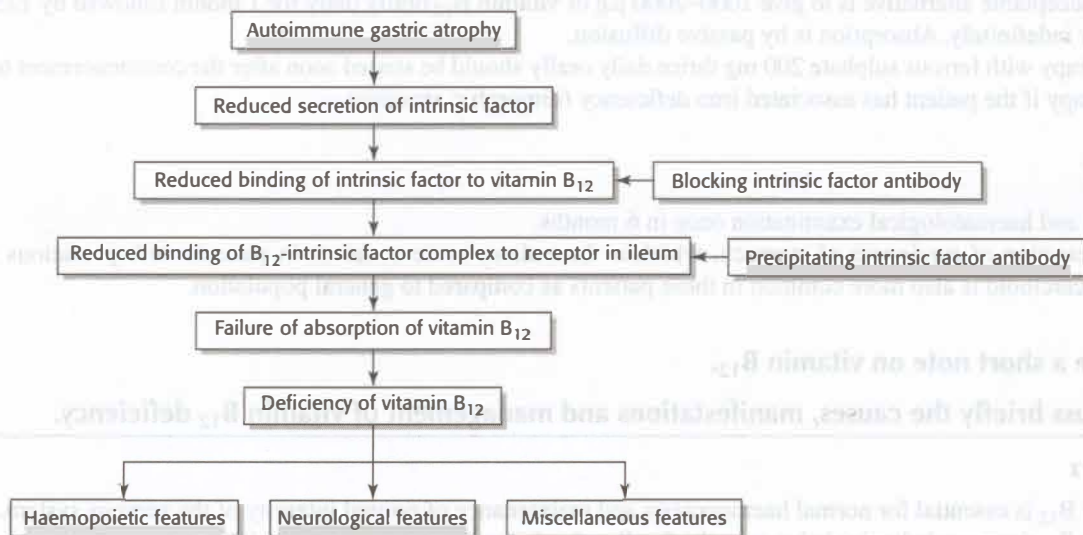 Autoimmune gastric atrophy
Reduced secretion of intrinsic factor
Reduced binding of intrinsic factor to vitamin B₁₂
Blocking intrinsic factor antibody
Reduced binding of B₁₂ intrinsic factor complex to receptor in ileum
Precipitating intrinsic factor antibody
Failure of absorption of vitamin B₁₂
Deficiency of vitamin B₁₂
Haemopoietic features
Neurological features
Miscellaneous features